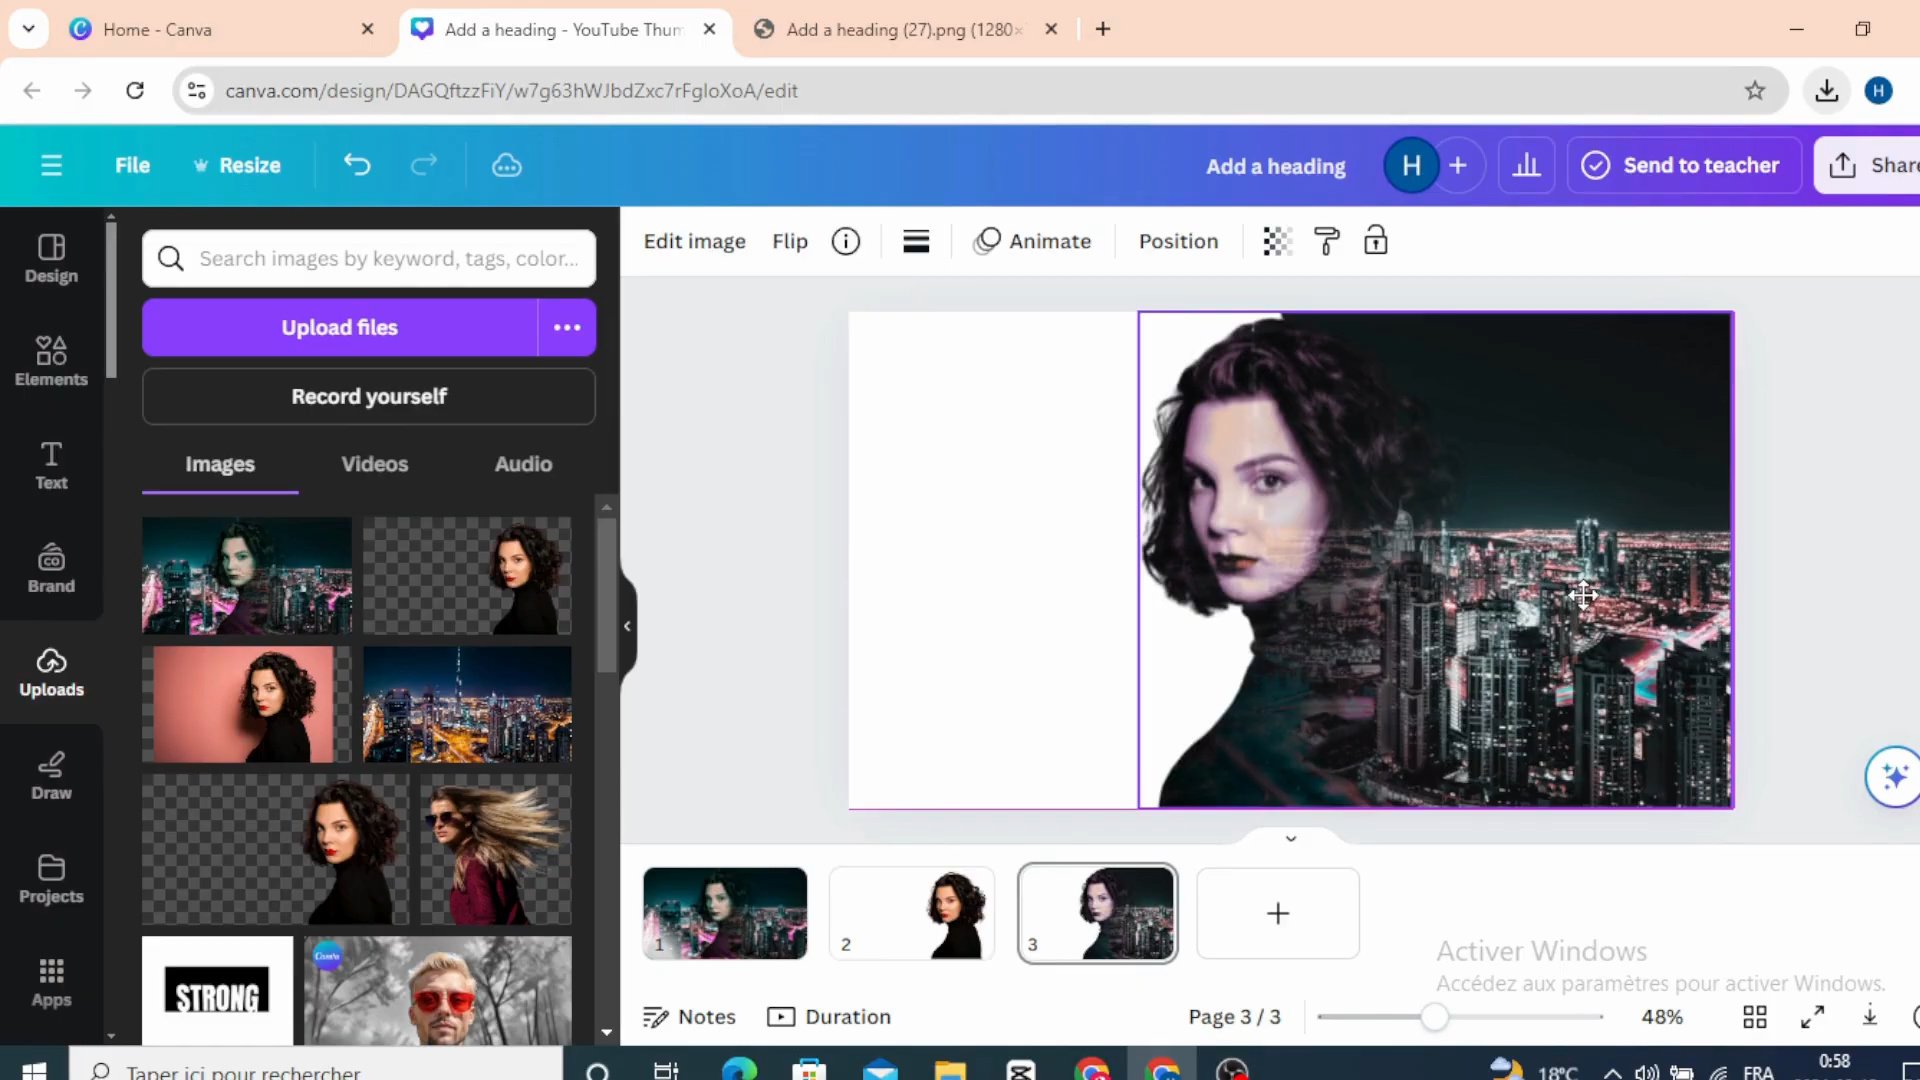 Home - Canva
Add a heading - YouTube Thum
Add a heading (27).png (1280×
canva.com/design/DAGQftzzFiY/w7g63hWJbdZxc7rFgIoXoA/edit
H
File
Resize
Add a heading
H
+
Send to teacher
Share
Design
Elements
Text
Brand
Uploads
Draw
Projects
Apps
Search images by keyword, tags, color...
Upload files
Record yourself
Images
Videos
Audio
STRONG
Canva
Edit image
Flip
Animate
Position
1
2
3
Activer Windows
Accédez aux paramètres pour activer Windows.
Notes
Duration
Page 3 / 3
48%
Taper ici pour rechercher
18°C
FRA
0:58